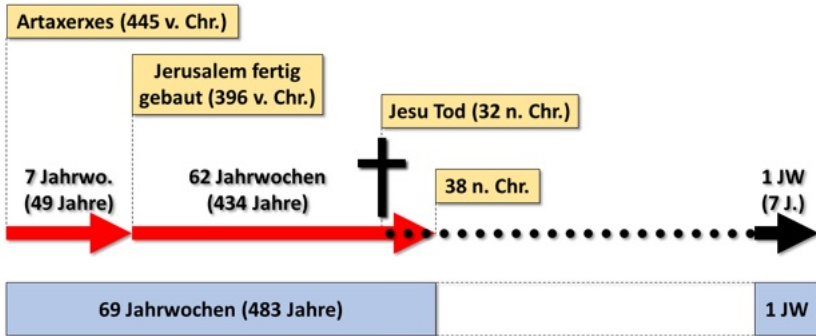 Artaxerxes (445 v. Chr.)
Jerusalem fertig
gebaut (396 v. Chr.)
Jesu Tod (32 n. Chr.)
7 Jahrwo.
(49 Jahre)
62 Jahrwochen
(434 Jahre)
38 n. Chr.
1 JW
(7 J.)
69 Jahrwochen (483 Jahre)
1 JW